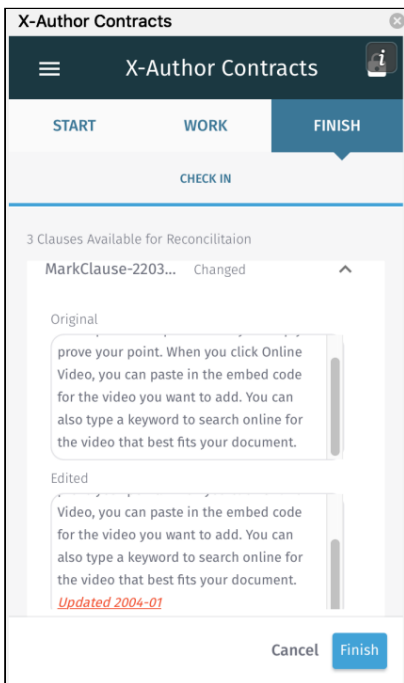 X-Author Contracts
X-Author Contracts
i
START WORK FINISH
CHECK IN
3 Clauses Available for Reconcilitaion
MarkClause-2203... Changed
Original
prove your point. When you click Online
Video, you can paste in the embed code
for the video you want to add. You can
also type a keyword to search online for
the video that best fits your document.
Edited
Video, you can paste in the embed code
for the video you want to add. You can
also type a keyword to search online for
the video that best fits your document.
Updated 2004-01
Cancel Finish